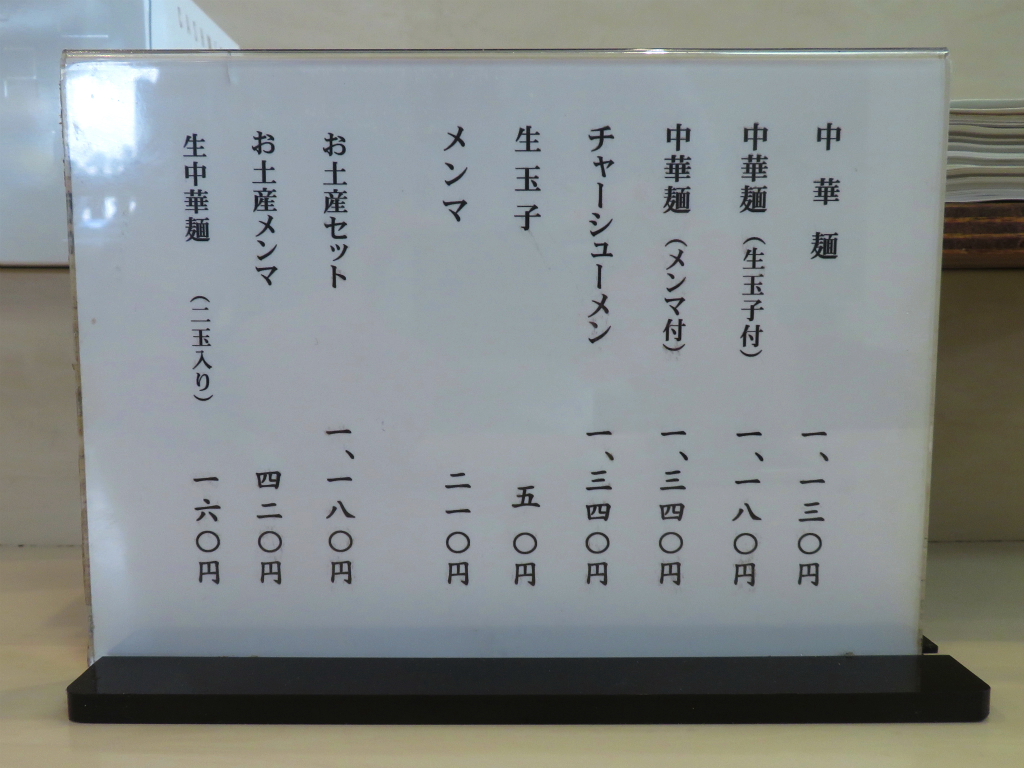 中華麺 一、一三〇円
中華麺（生玉子付） 一、一八〇円
中華麺（メンマ付） 一、三四〇円
チャーシューメン 一、三四〇円
生玉子 五〇円
メンマ 二一〇円
お土産セット 一、一八〇円
お土産メンマ 四二〇円
生中華麺（二玉入り） 一六〇円